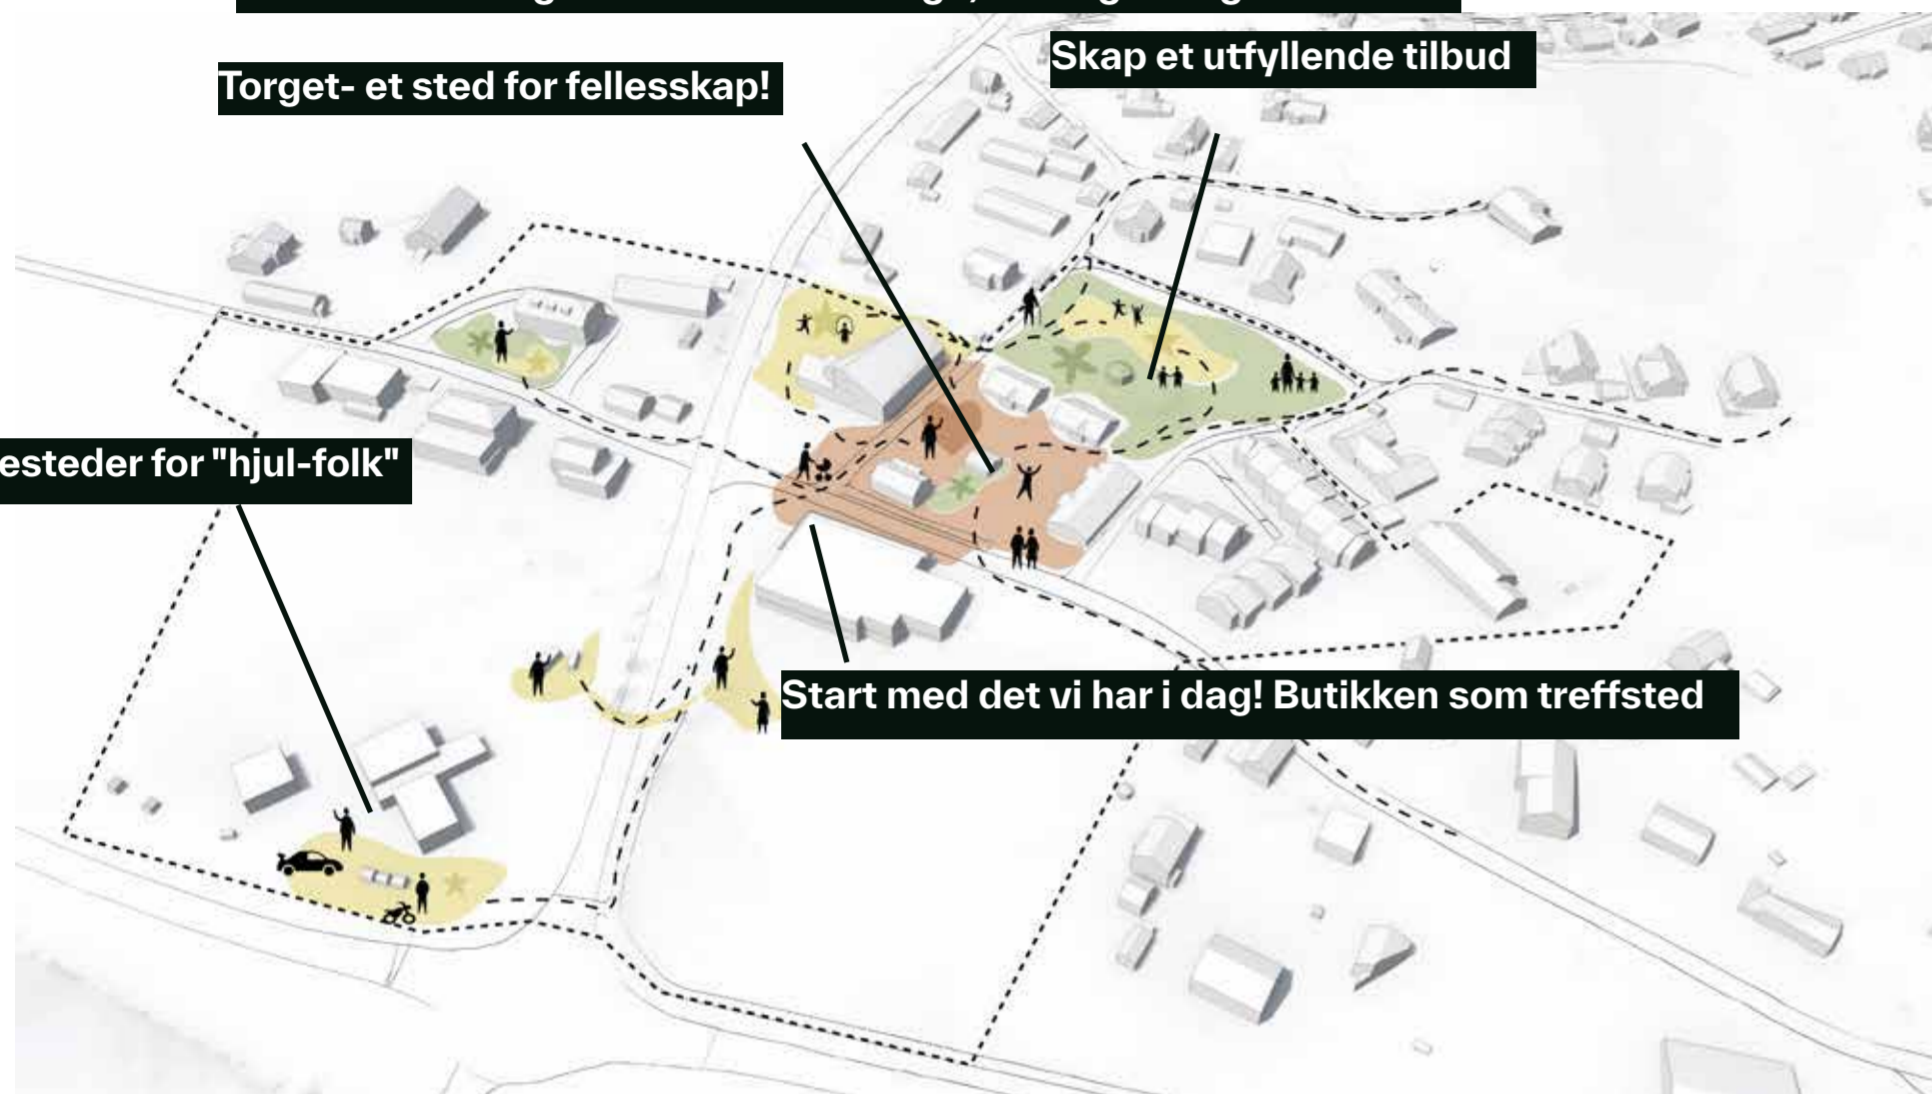 Torget- et sted for fellesskap!
Skap et utfyllende tilbud
esteder for "hjul-folk"
Start med det vi har i dag! Butikken som treffsted